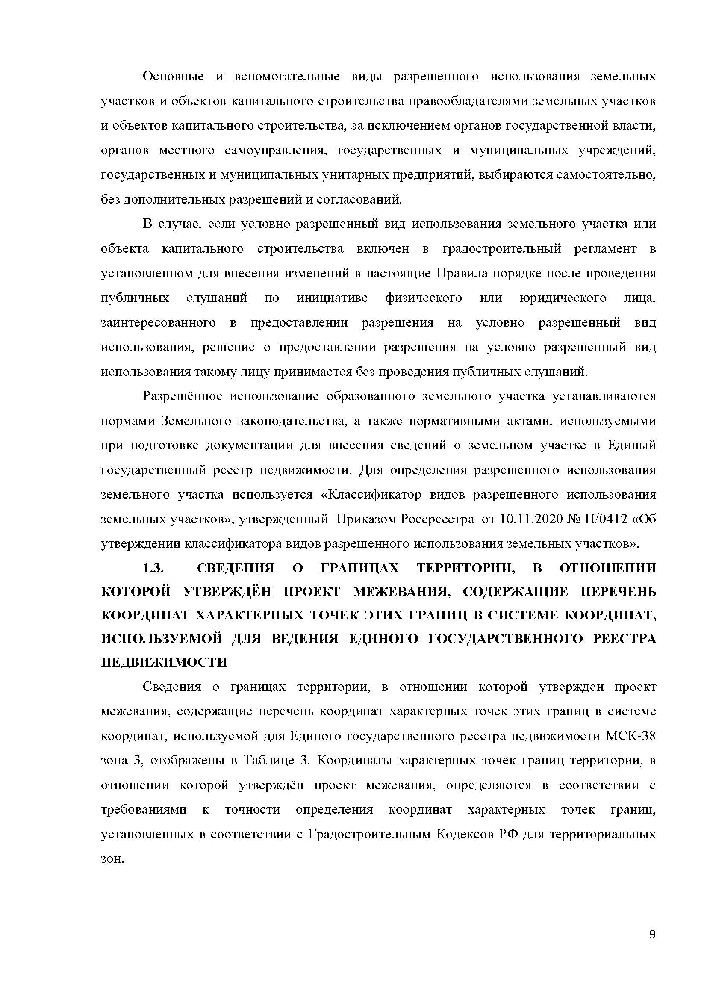 Основные и вспомогательные виды разрешенного использования земельных
участков и объектов капитального строительства правообладателями земельных участков
и объектов капитального строительства, за исключением органов государственной власти,
органов местного самоуправления, государственных и муниципальных учреждений,
государственных и муниципальных унитарных предприятий, выбираются самостоятельно,
без дополнительных разрешений и согласований.
В случае, если условно разрешенный вид использования земельного участка или
объекта капитального строительства включен в градостроительный регламент в
установленном для внесения изменений в настоящие Правила порядке после проведения
публичных слушаний по инициативе физического или юридического лица,
заинтересованного в предоставлении разрешения на условно разрешенный вид
использования, решение о предоставлении разрешения на условно разрешенный вид
использования такому лицу принимается без проведения публичных слушаний.
Разрешённое использование образованного земельного участка устанавливаются
нормами Земельного законодательства, а также нормативными актами, используемыми
при подготовке документации для внесения сведений о земельном участке в Единый
государственный реестр недвижимости. Для определения разрешенного использования
земельного участка используется «Классификатор видов разрешенного использования
земельных участков», утвержденный Приказом Россреестра от 10.11.2020 № П/0412 «Об
утверждении классификатора видов разрешенного использования земельных участков».
1.3. СВЕДЕНИЯ О ГРАНИЦАХ ТЕРРИТОРИИ, В ОТНОШЕНИИ
КОТОРОЙ УТВЕРЖДЁН ПРОЕКТ МЕЖЕВАНИЯ, СОДЕРЖАЩИЕ ПЕРЕЧЕНЬ
КООРДИНАТ ХАРАКТЕРНЫХ ТОЧЕК ЭТИХ ГРАНИЦ В СИСТЕМЕ КООРДИНАТ,
ИСПОЛЬЗУЕМОЙ ДЛЯ ВЕДЕНИЯ ЕДИНОГО ГОСУДАРСТВЕННОГО РЕЕСТРА
НЕДВИЖИМОСТИ
Сведения о границах территории, в отношении которой утвержден проект
межевания, содержащие перечень координат характерных точек этих границ в системе
координат, используемой для Единого государственного реестра недвижимости МСК-38
зона 3, отображены в Таблице 3. Координаты характерных точек границ территории, в
отношении которой утверждён проект межевания, определяются в соответствии с
требованиями к точности определения координат характерных точек границ,
установленных в соответствии с Градостроительным Кодексов РФ для территориальных
зон.
9